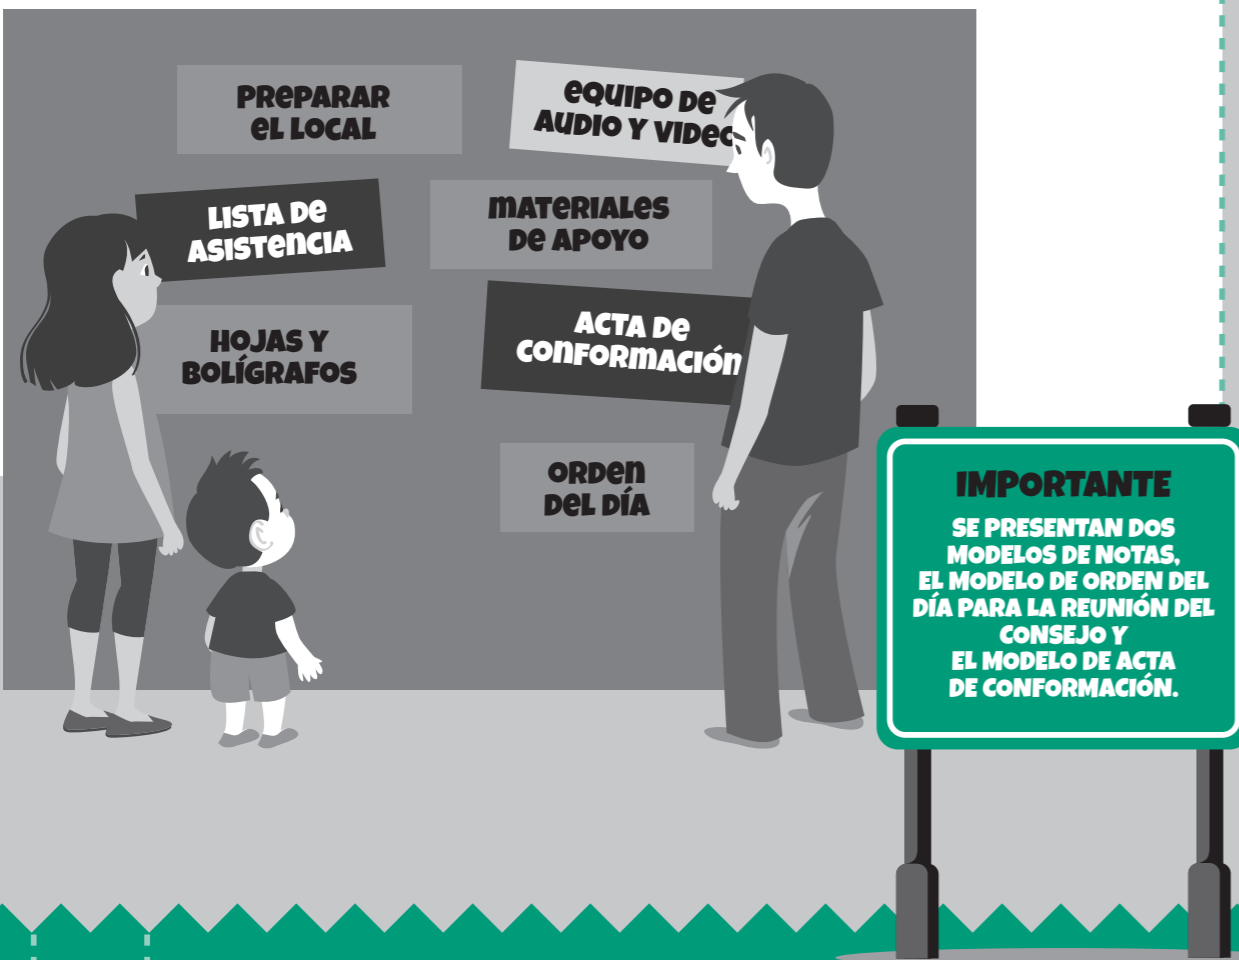 PREPARAR
EL LOCAL
EQUIPO DE
AUDIO Y VIDEO
LISTA DE
ASISTENCIA
MATERIALES
DE APOYO
HOJAS Y
BOLÍGRAFOS
ACTA DE
CONFORMACIÓN
ORDEN
DEL DÍA
IMPORTANTE
SE PRESENTAN DOS
MODELOS DE NOTAS,
EL MODELO DE ORDEN DEL
DÍA PARA LA REUNIÓN DEL
CONSEJO Y
EL MODELO DE ACTA
DE CONFORMACIÓN.